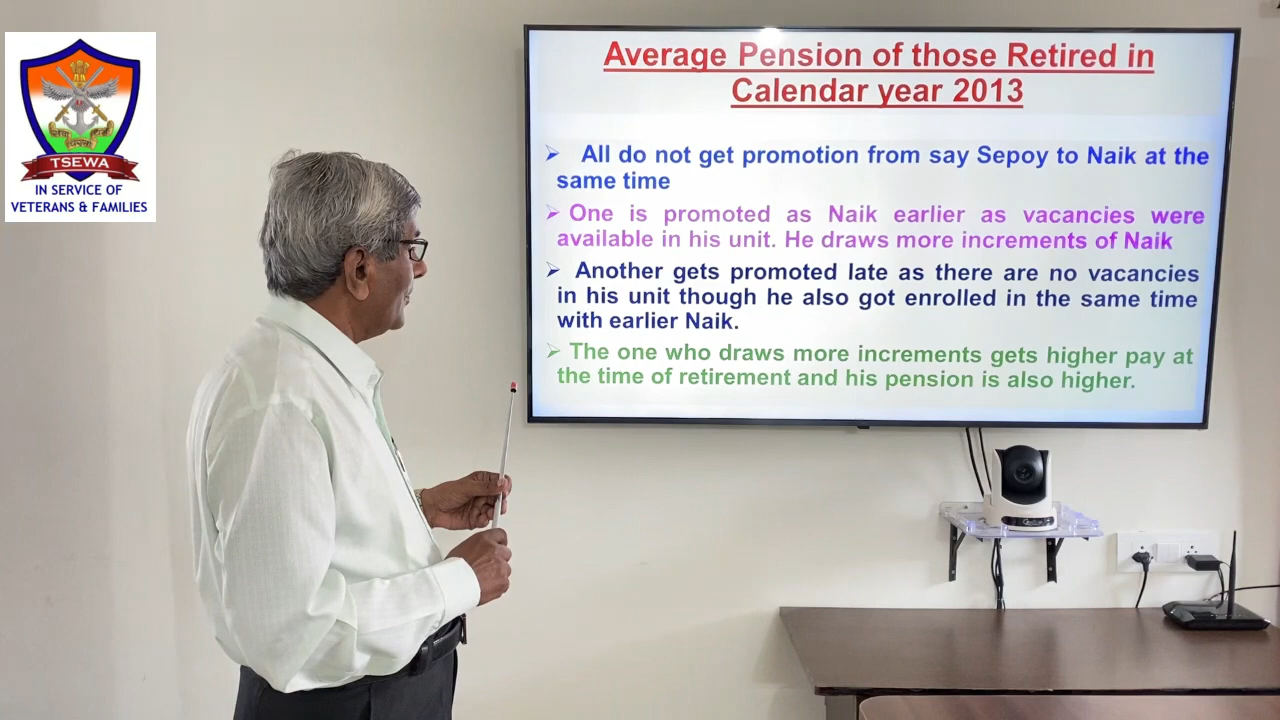 TSEWA
IN SERVICE OF
VETERANS & FAMILIES
Average Pension of those Retired in
Calendar year 2013
➢ All do not get promotion from say Sepoy to Naik at the
same time
➢ One is promoted as Naik earlier as vacancies were
available in his unit. He draws more increments of Naik
➢ Another gets promoted late as there are no vacancies
in his unit though he also got enrolled in the same time
with earlier Naik.
➢ The one who draws more increments gets higher pay at
the time of retirement and his pension is also higher.